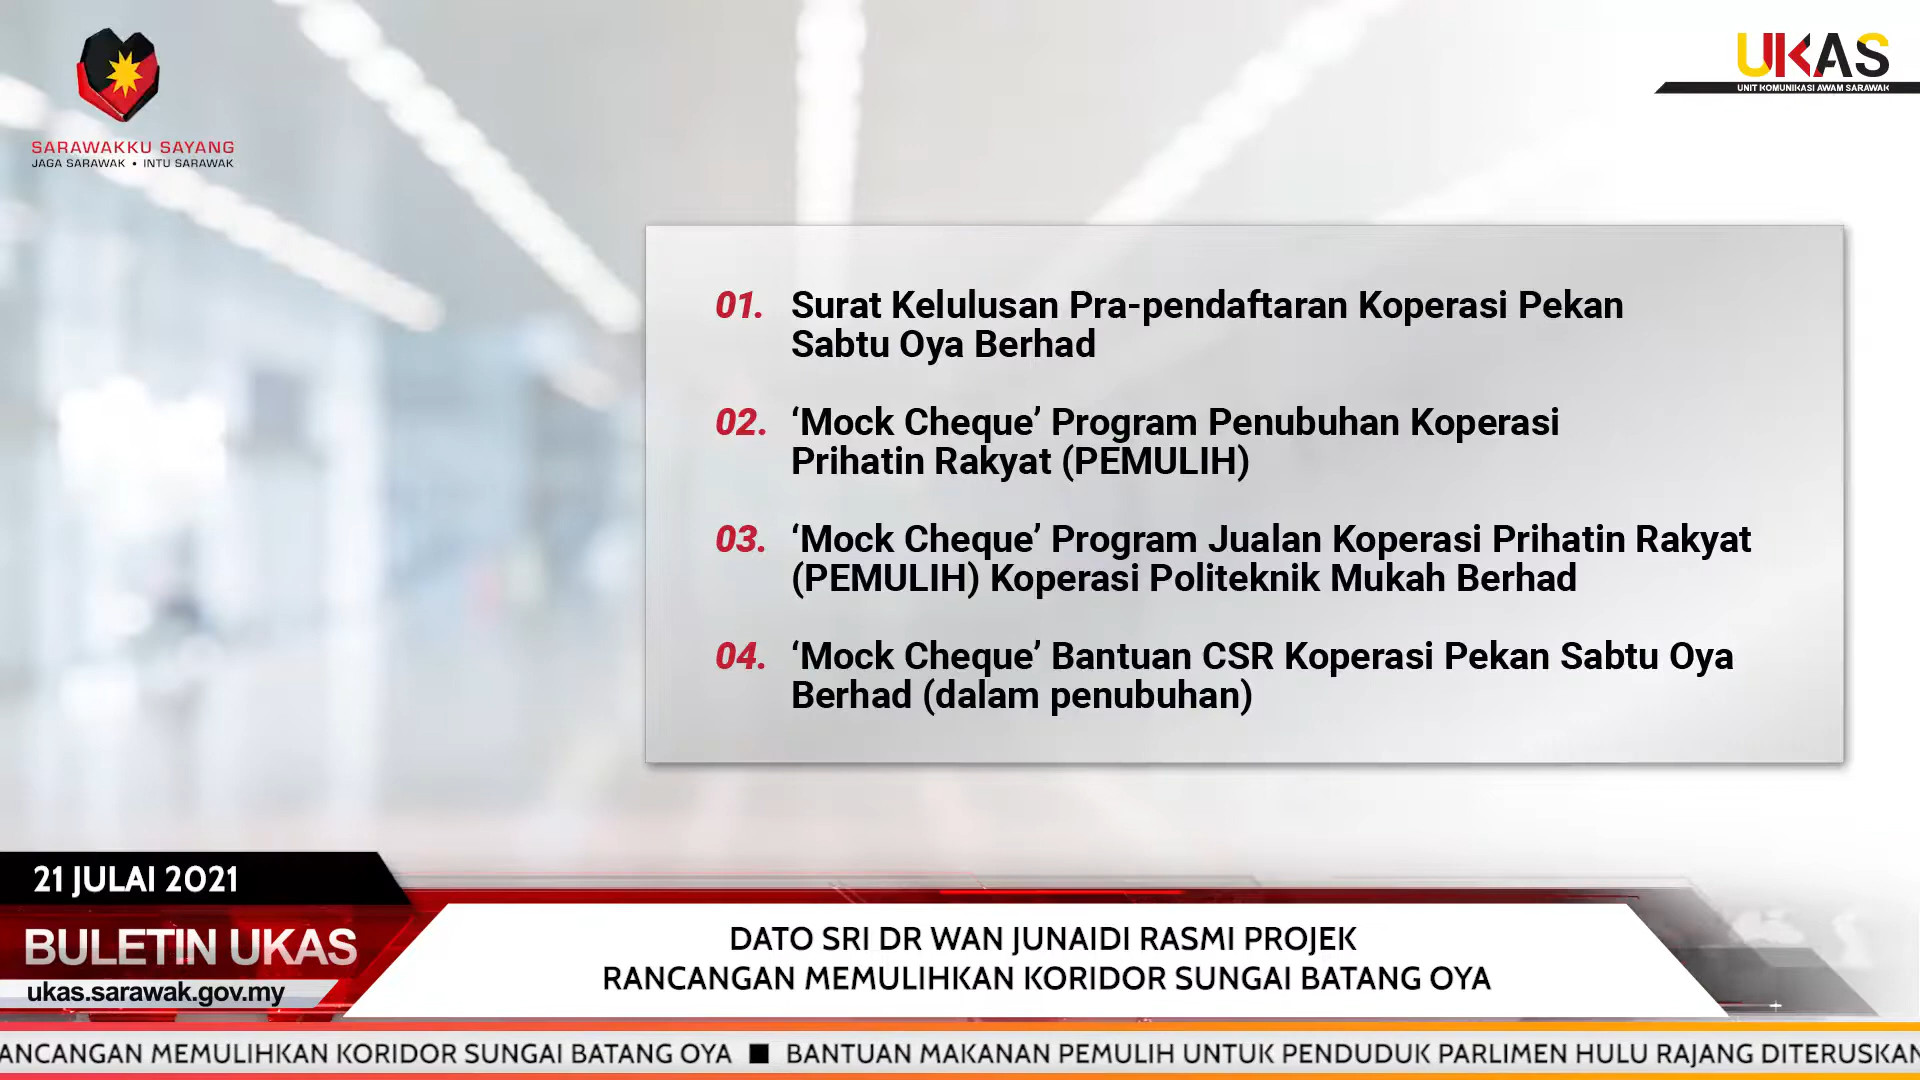 SARAWAKKU SAYANG
JAGA SARAWAK • INTU SARAWAK
UKAS
UNIT KOMUNIKASI AWAM SARAWAK
01. Surat Kelulusan Pra-pendaftaran Koperasi Pekan
Sabtu Oya Berhad
02. ‘Mock Cheque’ Program Penubuhan Koperasi
Prihatin Rakyat (PEMULIH)
03. ‘Mock Cheque’ Program Jualan Koperasi Prihatin Rakyat
(PEMULIH) Koperasi Politeknik Mukah Berhad
04. ‘Mock Cheque’ Bantuan CSR Koperasi Pekan Sabtu Oya
Berhad (dalam penubuhan)
21 JULAI 2021
BULETIN UKAS
ukas.sarawak.gov.my
DATO SRI DR WAN JUNAIDI RASMI PROJEK
RANCANGAN MEMULIHKAN KORIDOR SUNGAI BATANG OYA
ANCANGAN MEMULIHKAN KORIDOR SUNGAI BATANG OYA ■ BANTUAN MAKANAN PEMULIH UNTUK PENDUDUK PARLIMEN HULU RAJANG DITERUSKAN